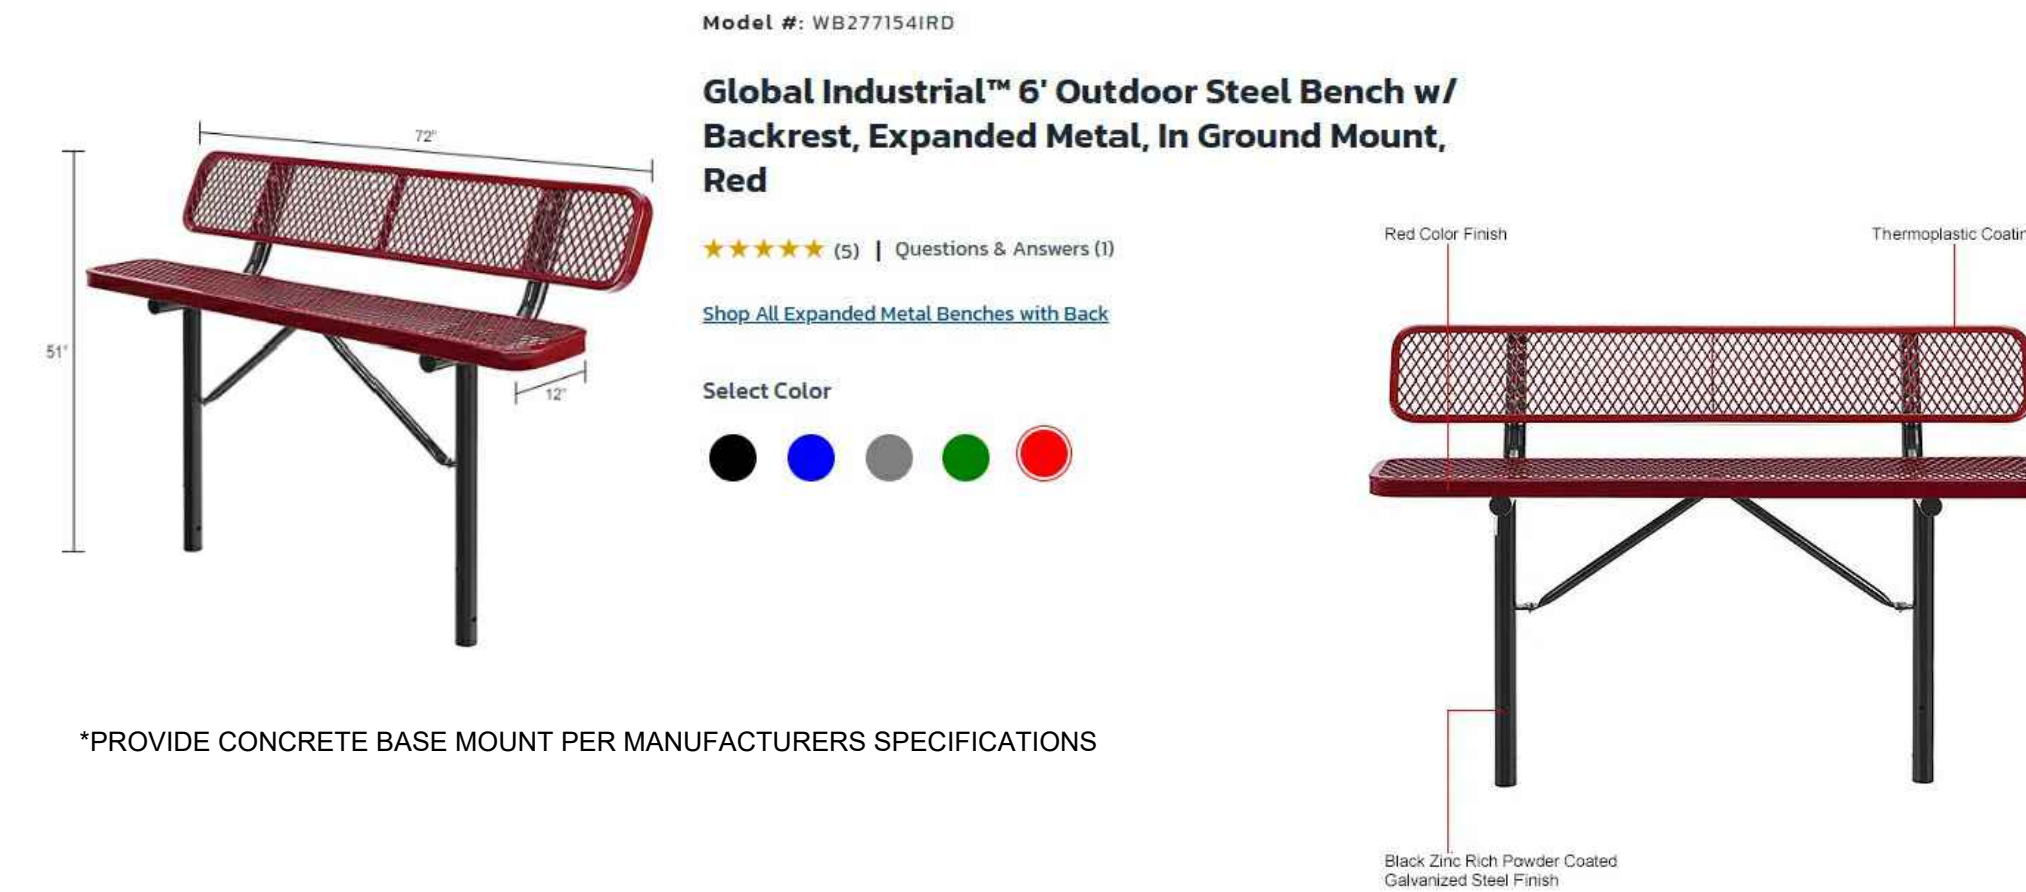 Model #: WB277154IRD
Global Industrial™ 6' Outdoor Steel Bench w/
Backrest, Expanded Metal, In Ground Mount,
Red
(5) | Questions & Answers (1)
Shop All Expanded Metal Benches with Back
Select Color
72"
51"
12"
*PROVIDE CONCRETE BASE MOUNT PER MANUFACTURERS SPECIFICATIONS
Red Color Finish
Thermoplastic Coatin
Black Zinc Rich Powder Coated
Galvanized Steel Finish